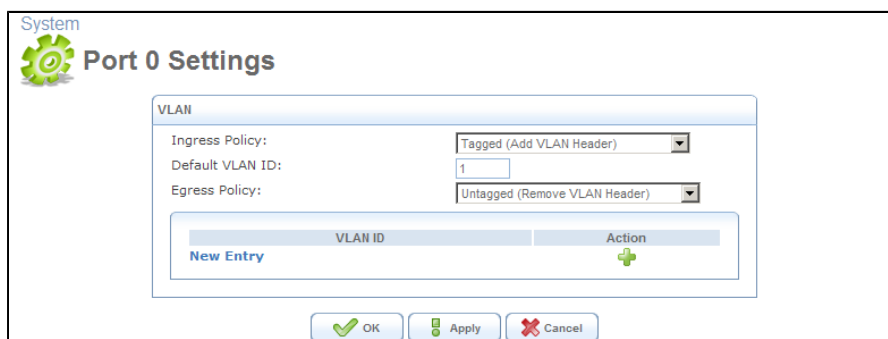 System
Port 0 Settings
VLAN
Ingress Policy: Tagged (Add VLAN Header)
Default VLAN ID: 1
Egress Policy: Untagged (Remove VLAN Header)
VLAN ID Action
New Entry
OK Apply Cancel